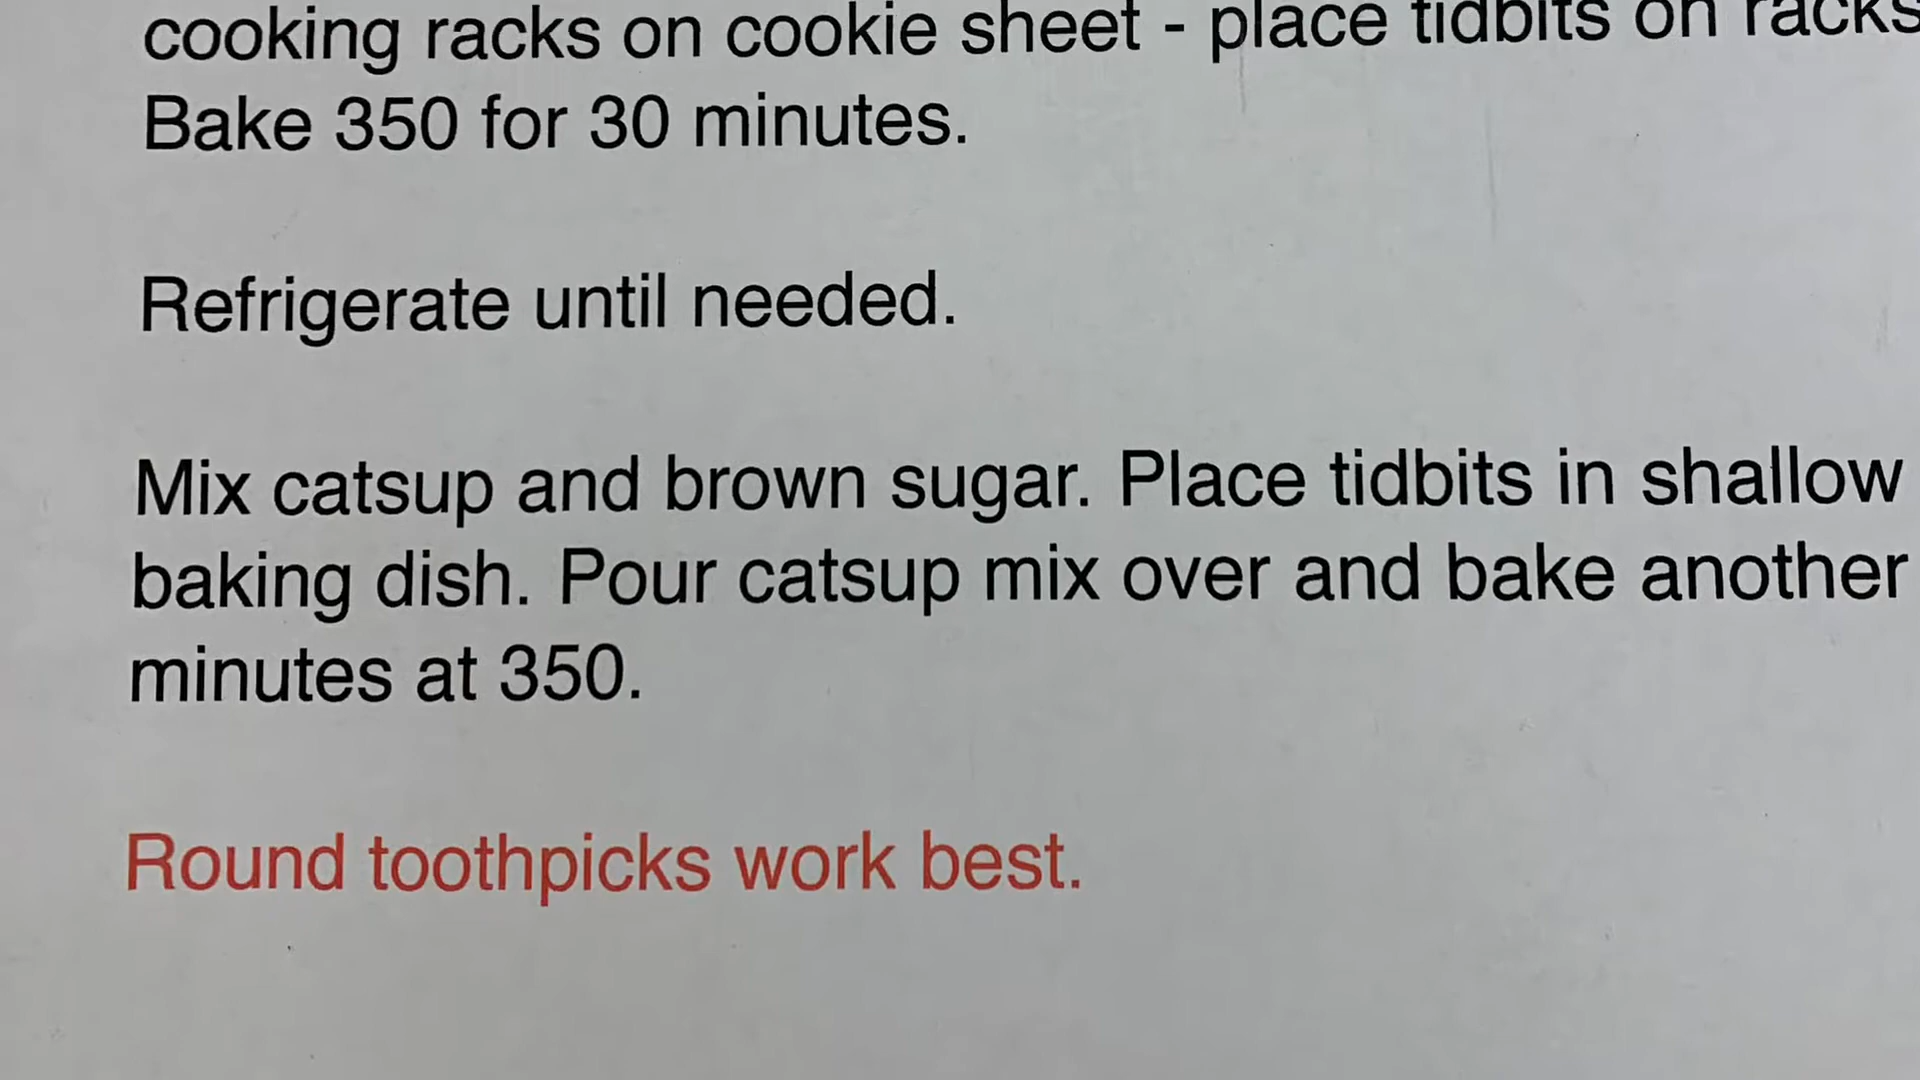 cooking racks on cookie sheet - place tidbits on racks
Bake 350 for 30 minutes.
Refrigerate until needed.
Mix catsup and brown sugar. Place tidbits in shallow
baking dish. Pour catsup mix over and bake another
minutes at 350.
Round toothpicks work best.